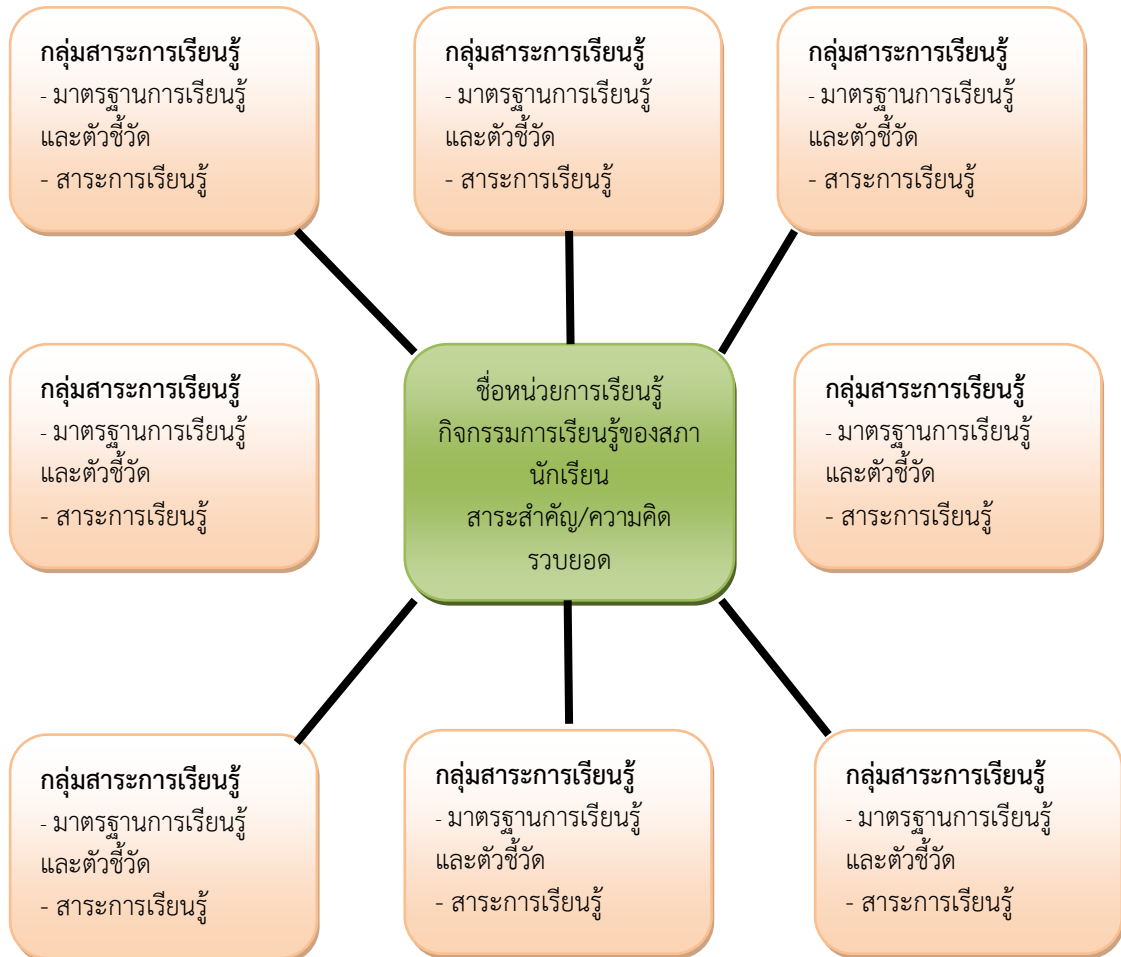 กลุ่มสาระการเรียนรู้
- มาตรฐานการเรียนรู้
และตัวชี้วัด
- สาระการเรียนรู้
กลุ่มสาระการเรียนรู้
- มาตรฐานการเรียนรู้
และตัวชี้วัด
- สาระการเรียนรู้
กลุ่มสาระการเรียนรู้
- มาตรฐานการเรียนรู้
และตัวชี้วัด
- สาระการเรียนรู้
กลุ่มสาระการเรียนรู้
- มาตรฐานการเรียนรู้
และตัวชี้วัด
- สาระการเรียนรู้
ชื่อหน่วยการเรียนรู้
กิจกรรมการเรียนรู้ของสภา
นักเรียน
สาระสำคัญ/ความคิด
รวบยอด
กลุ่มสาระการเรียนรู้
- มาตรฐานการเรียนรู้
และตัวชี้วัด
- สาระการเรียนรู้
กลุ่มสาระการเรียนรู้
- มาตรฐานการเรียนรู้
และตัวชี้วัด
- สาระการเรียนรู้
กลุ่มสาระการเรียนรู้
- มาตรฐานการเรียนรู้
และตัวชี้วัด
- สาระการเรียนรู้
กลุ่มสาระการเรียนรู้
- มาตรฐานการเรียนรู้
และตัวชี้วัด
- สาระการเรียนรู้